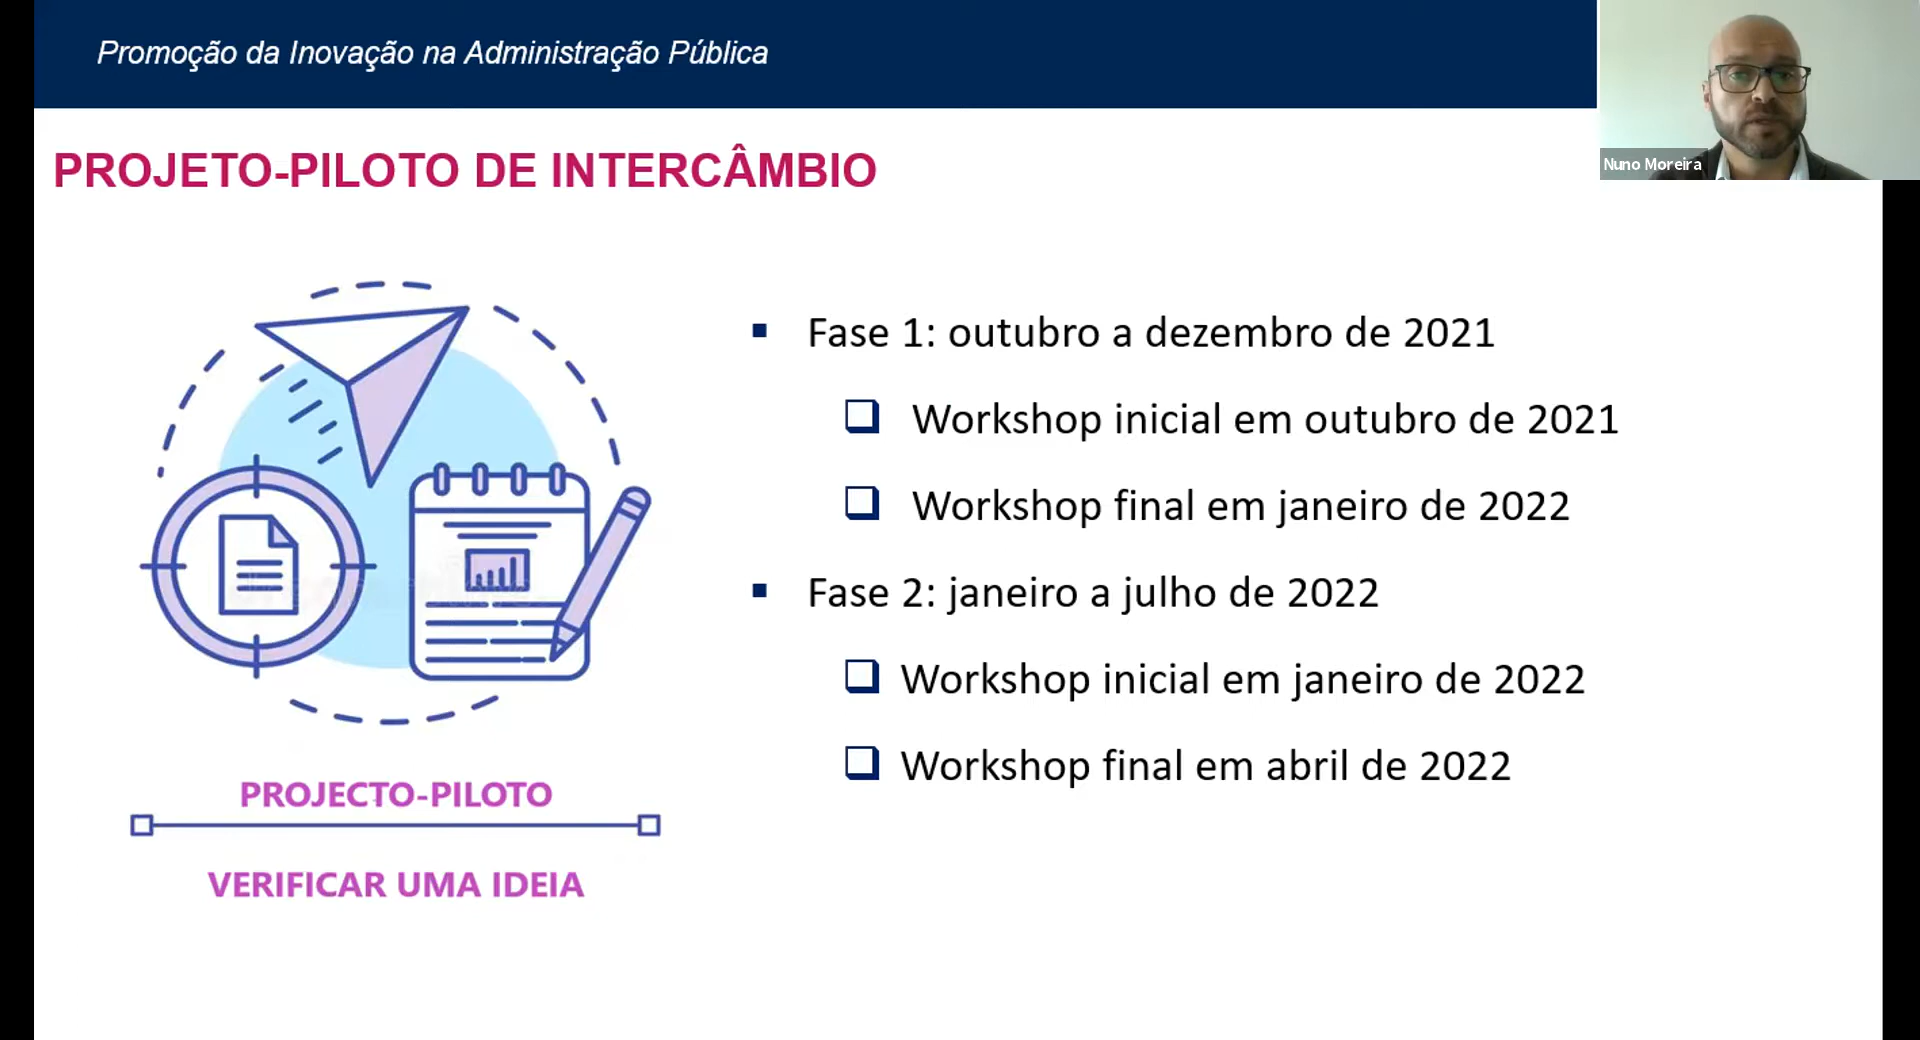 Promoção da Inovação na Administração Pública
Nuno Moreira
PROJETO-PILOTO DE INTERCÂMBIO
Fase 1: outubro a dezembro de 2021
Workshop inicial em outubro de 2021
Workshop final em janeiro de 2022
Fase 2: janeiro a julho de 2022
Workshop inicial em janeiro de 2022
Workshop final em abril de 2022
PROJECTO-PILOTO
VERIFICAR UMA IDEIA